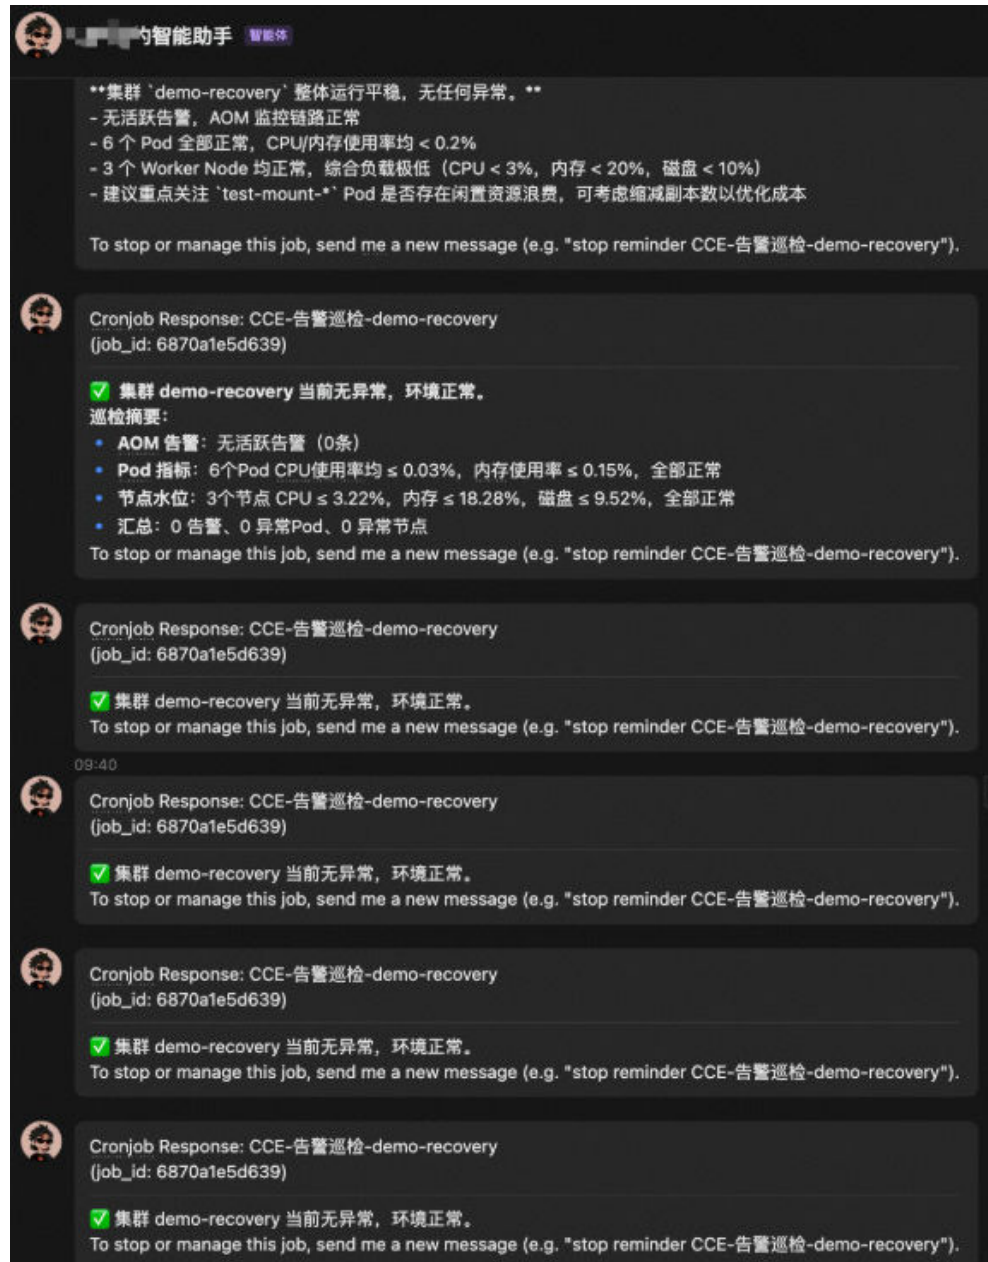 的智能助手 智能体
**集群 `demo-recovery` 整体运行平稳，无任何异常。**
- 无活跃告警，AOM 监控链路正常
- 6 个 Pod 全部正常，CPU/内存使用率均 < 0.2%
- 3 个 Worker Node 均正常，综合负载极低（CPU < 3%，内存 < 20%，磁盘 < 10%）
- 建议重点关注 `test-mount-*` Pod 是否存在闲置资源浪费，可考虑缩减副本数以优化成本
To stop or manage this job, send me a new message (e.g. "stop reminder CCE-告警巡检-demo-recovery").
Cronjob Response: CCE-告警巡检-demo-recovery
(job_id: 6870a1e5d639)
✅ 集群 demo-recovery 当前无异常，环境正常。
巡检摘要：
• AOM 告警：无活跃告警（0条）
• Pod 指标：6个Pod CPU使用率均 ≤ 0.03%，内存使用率 ≤ 0.15%，全部正常
• 节点水位：3个节点 CPU ≤ 3.22%，内存 ≤ 18.28%，磁盘 ≤ 9.52%，全部正常
• 汇总：0 告警、0 异常Pod、0 异常节点
To stop or manage this job, send me a new message (e.g. "stop reminder CCE-告警巡检-demo-recovery").
Cronjob Response: CCE-告警巡检-demo-recovery
(job_id: 6870a1e5d639)
✅ 集群 demo-recovery 当前无异常，环境正常。
To stop or manage this job, send me a new message (e.g. "stop reminder CCE-告警巡检-demo-recovery").
09:40
Cronjob Response: CCE-告警巡检-demo-recovery
(job_id: 6870a1e5d639)
✅ 集群 demo-recovery 当前无异常，环境正常。
To stop or manage this job, send me a new message (e.g. "stop reminder CCE-告警巡检-demo-recovery").
Cronjob Response: CCE-告警巡检-demo-recovery
(job_id: 6870a1e5d639)
✅ 集群 demo-recovery 当前无异常，环境正常。
To stop or manage this job, send me a new message (e.g. "stop reminder CCE-告警巡检-demo-recovery").
Cronjob Response: CCE-告警巡检-demo-recovery
(job_id: 6870a1e5d639)
✅ 集群 demo-recovery 当前无异常，环境正常。
To stop or manage this job, send me a new message (e.g. "stop reminder CCE-告警巡检-demo-recovery").